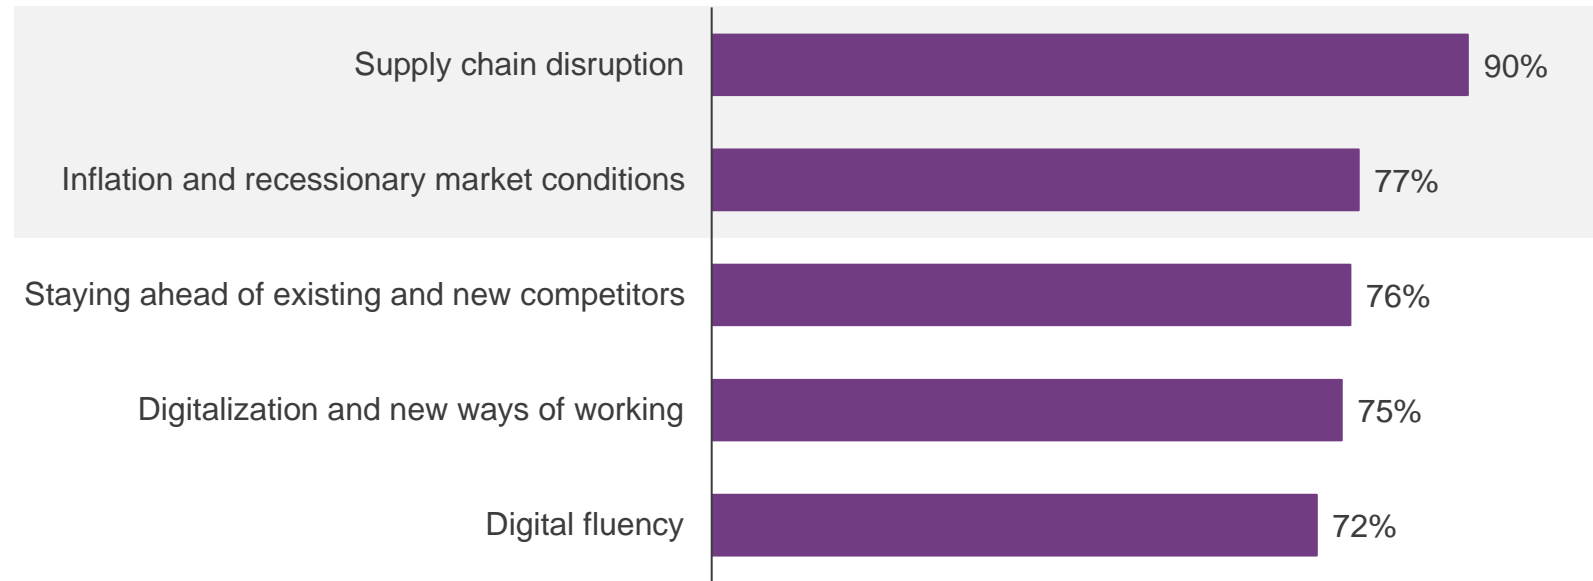 Supply chain disruption 90%
Inflation and recessionary market conditions 77%
Staying ahead of existing and new competitors 76%
Digitalization and new ways of working 75%
Digital fluency 72%